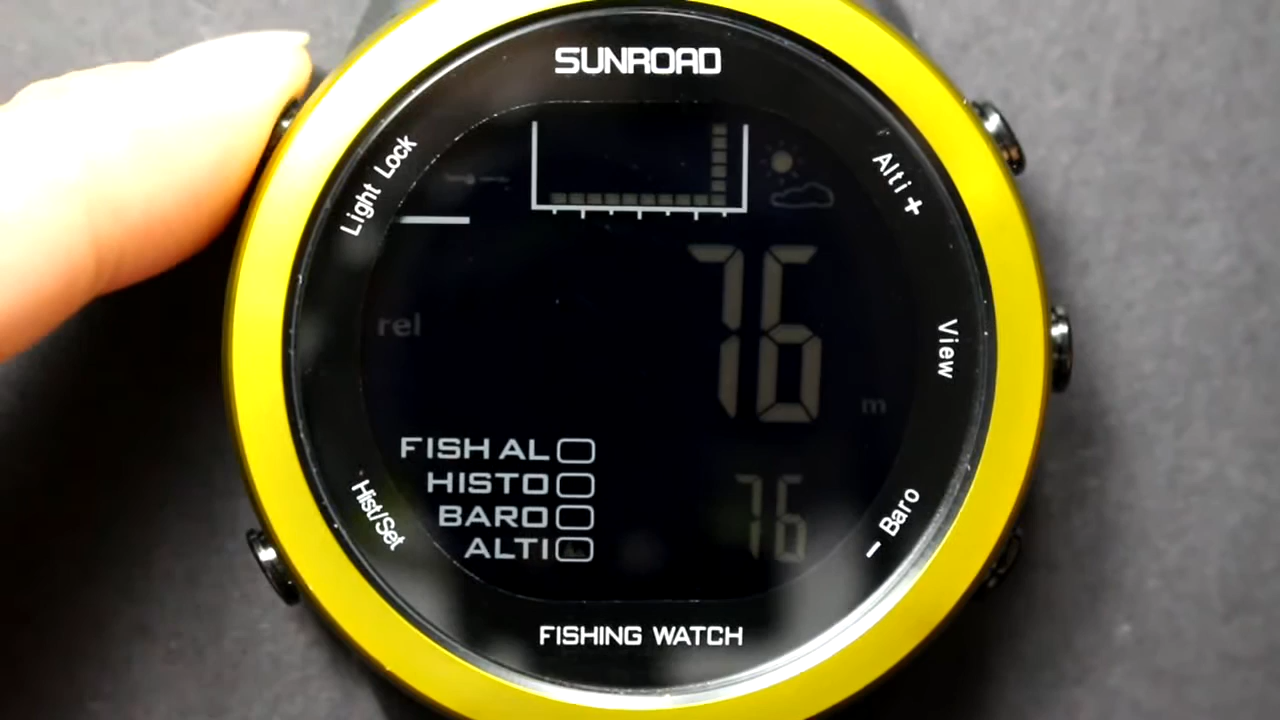 SUNROAD
Light Lock
Alti +
rel
76
m
View
FISH AL
HISTO
BARO
ALTI
76
Hist/Set
– Baro
FISHING WATCH